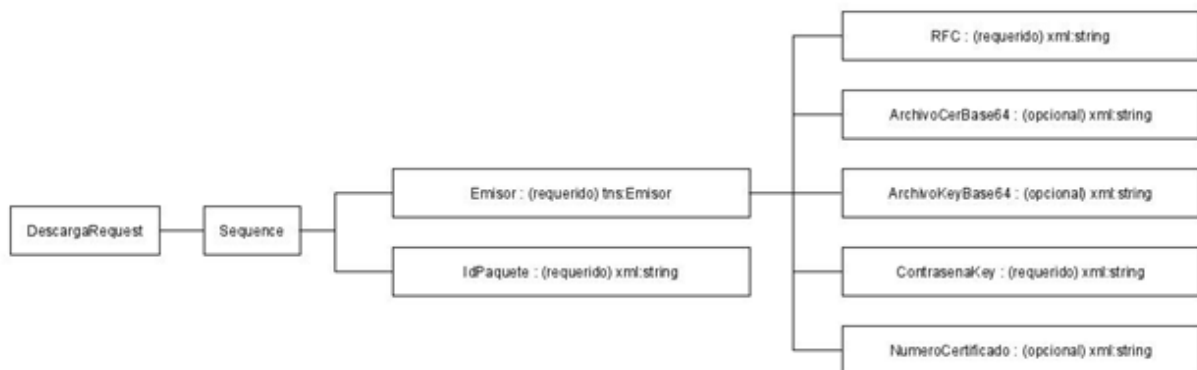 RFC : (requerido) xml:string
ArchivoCerBase64 : (opcional) xml:string
Emisor : (requerido) tns:Emisor
ArchivoKeyBase64 : (opcional) xml:string
DescargaRequest
Sequence
IdPaquete : (requerido) xml:string
ContrasenaKey : (requerido) xml:string
NumeroCertificado : (opcional) xml:string